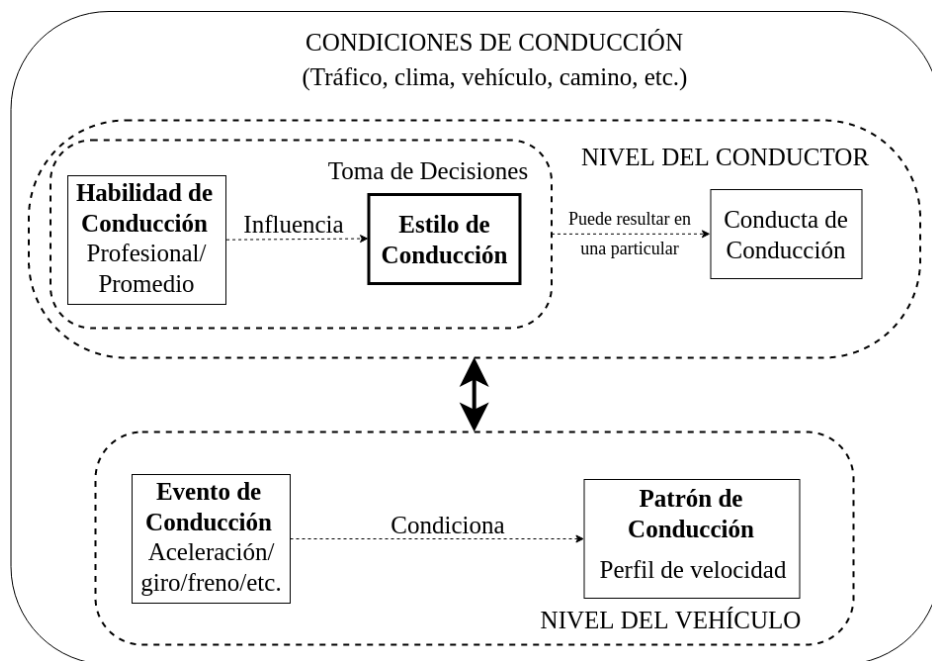 CONDICIONES DE CONDUCCIÓN
(Tráfico, clima, vehículo, camino, etc.)
NIVEL DEL CONDUCTOR
Toma de Decisiones
Habilidad de
Conducción
Profesional/
Promedio
Influencia
Estilo de
Conducción
Puede resultar en
una particular
Conducta de
Conducción
Evento de
Conducción
Aceleración/
giro/freno/etc.
Condiciona
Patrón de
Conducción
Perfil de velocidad
NIVEL DEL VEHÍCULO